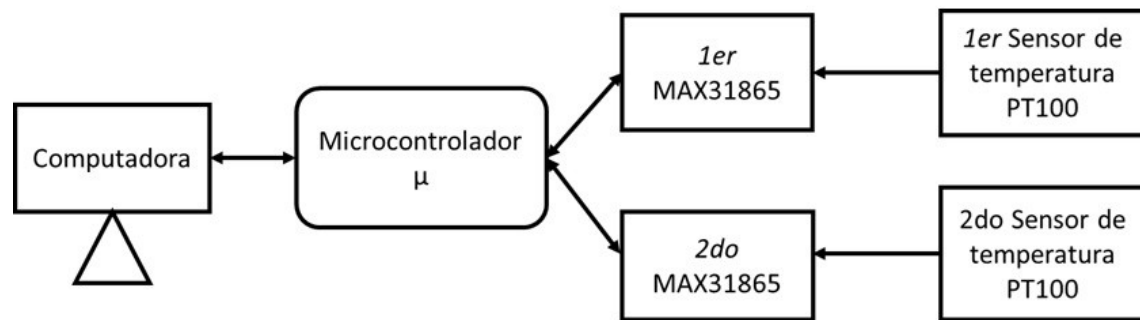 Computadora
Microcontrolador
μ
1er
MAX31865
1er Sensor de
temperatura
PT100
2do
MAX31865
2do Sensor de
temperatura
PT100